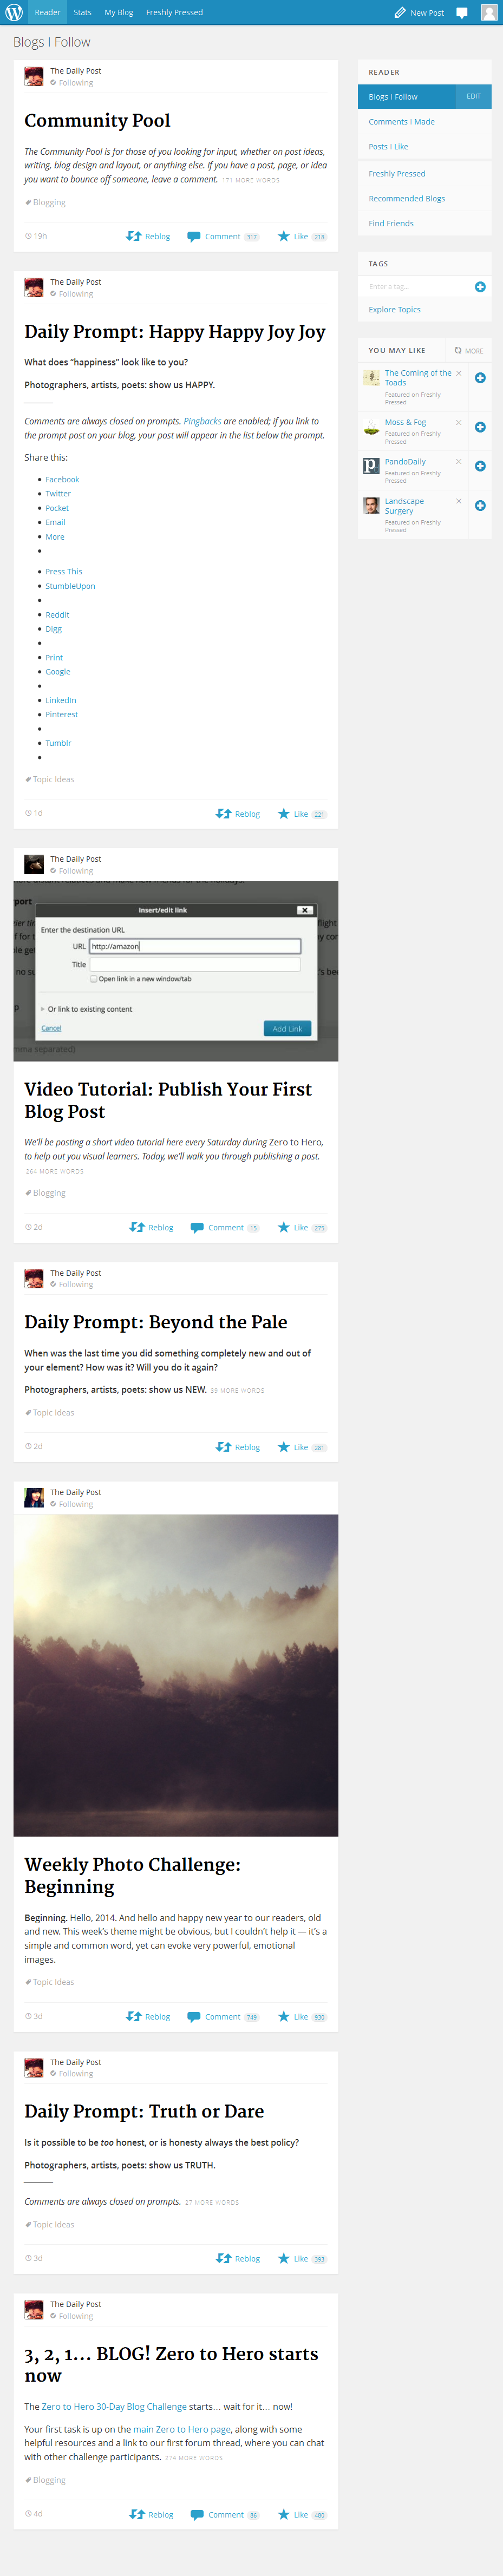 Reader Stats My Blog Freshly Pressed New Post
Blogs I Follow
The Daily Post
Following
Community Pool
The Community Pool is for those of you looking for input, whether on post ideas,
writing, blog design and layout, or anything else. If you have a post, page, or idea
you want to bounce off someone, leave a comment. 171 MORE WORDS
Blogging
19h Reblog Comment 317 Like 218
The Daily Post
Following
Daily Prompt: Happy Happy Joy Joy
What does “happiness” look like to you?
Photographers, artists, poets: show us HAPPY.
Comments are always closed on prompts. Pingbacks are enabled; if you link to
the prompt post on your blog, your post will appear in the list below the prompt.
Share this:
Facebook
Twitter
Pocket
Email
More
Press This
StumbleUpon
Reddit
Digg
Print
Google
LinkedIn
Pinterest
Tumblr
Topic Ideas
1d Reblog Like 221
The Daily Post
Following
Insert/edit link
Enter the destination URL
URL http://amazon
Title
Open link in a new window/tab
Or link to existing content
Cancel Add Link
Video Tutorial: Publish Your First
Blog Post
We’ll be posting a short video tutorial here every Saturday during Zero to Hero,
to help out you visual learners. Today, we’ll walk you through publishing a post.
264 MORE WORDS
Blogging
2d Reblog Comment 15 Like 275
The Daily Post
Following
Daily Prompt: Beyond the Pale
When was the last time you did something completely new and out of
your element? How was it? Will you do it again?
Photographers, artists, poets: show us NEW. 39 MORE WORDS
Topic Ideas
2d Reblog Like 281
The Daily Post
Following
Weekly Photo Challenge:
Beginning
Beginning. Hello, 2014. And hello and happy new year to our readers, old
and new. This week’s theme might be obvious, but I couldn’t help it — it’s a
simple and common word, yet can evoke very powerful, emotional
images.
Topic Ideas
3d Reblog Comment 749 Like 930
The Daily Post
Following
Daily Prompt: Truth or Dare
Is it possible to be too honest, or is honesty always the best policy?
Photographers, artists, poets: show us TRUTH.
Comments are always closed on prompts. 27 MORE WORDS
Topic Ideas
3d Reblog Like 393
The Daily Post
Following
3, 2, 1… BLOG! Zero to Hero starts
now
The Zero to Hero 30-Day Blog Challenge starts… wait for it… now!
Your first task is up on the main Zero to Hero page, along with some
helpful resources and a link to our first forum thread, where you can chat
with other challenge participants. 274 MORE WORDS
Blogging
4d Reblog Comment 86 Like 480
READER
Blogs I Follow EDIT
Comments I Made
Posts I Like
Freshly Pressed
Recommended Blogs
Find Friends
TAGS
Enter a tag...
Explore Topics
YOU MAY LIKE MORE
The Coming of the
Toads
Featured on Freshly
Pressed
Moss & Fog
Featured on Freshly
Pressed
PandoDaily
Featured on Freshly
Pressed
Landscape
Surgery
Featured on Freshly
Pressed